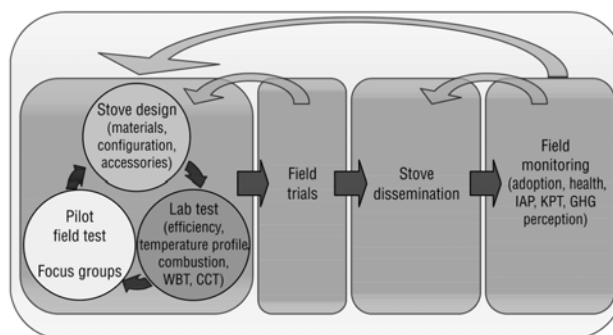 Stove design
(materials,
configuration,
accessories)
Pilot
field test
Focus groups
Lab test
(efficiency,
temperature profile,
combustion,
WBT, CCT)
Field
trials
Stove
dissemination
Field
monitoring
(adoption, health,
IAP, KPT, GHG
perception)